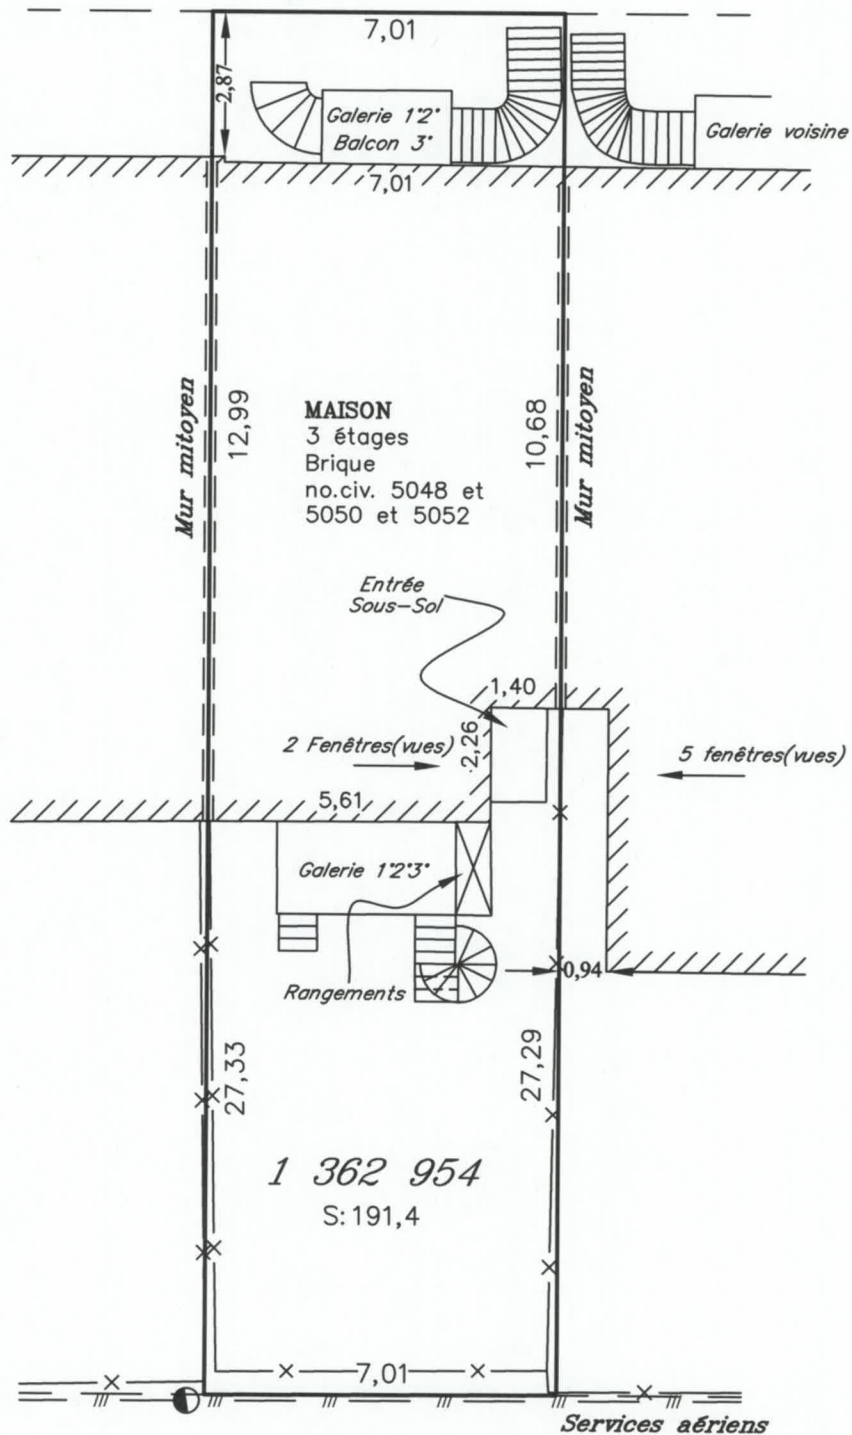 7,01
2,87
Galerie 1°2°
Balcon 3°
Galerie voisine
7,01
Mur mitoyen
12,99
MAISON
3 étages
Brique
no.civ. 5048 et
5050 et 5052
10,68
Mur mitoyen
Entrée
Sous-Sol
1,40
2,26
2 Fenêtres(vues)
5 fenêtres(vues)
5,61
Galerie 1°2°3°
Rangements
0,94
27,33
27,29
1 362 954
S: 191,4
7,01
Services aériens